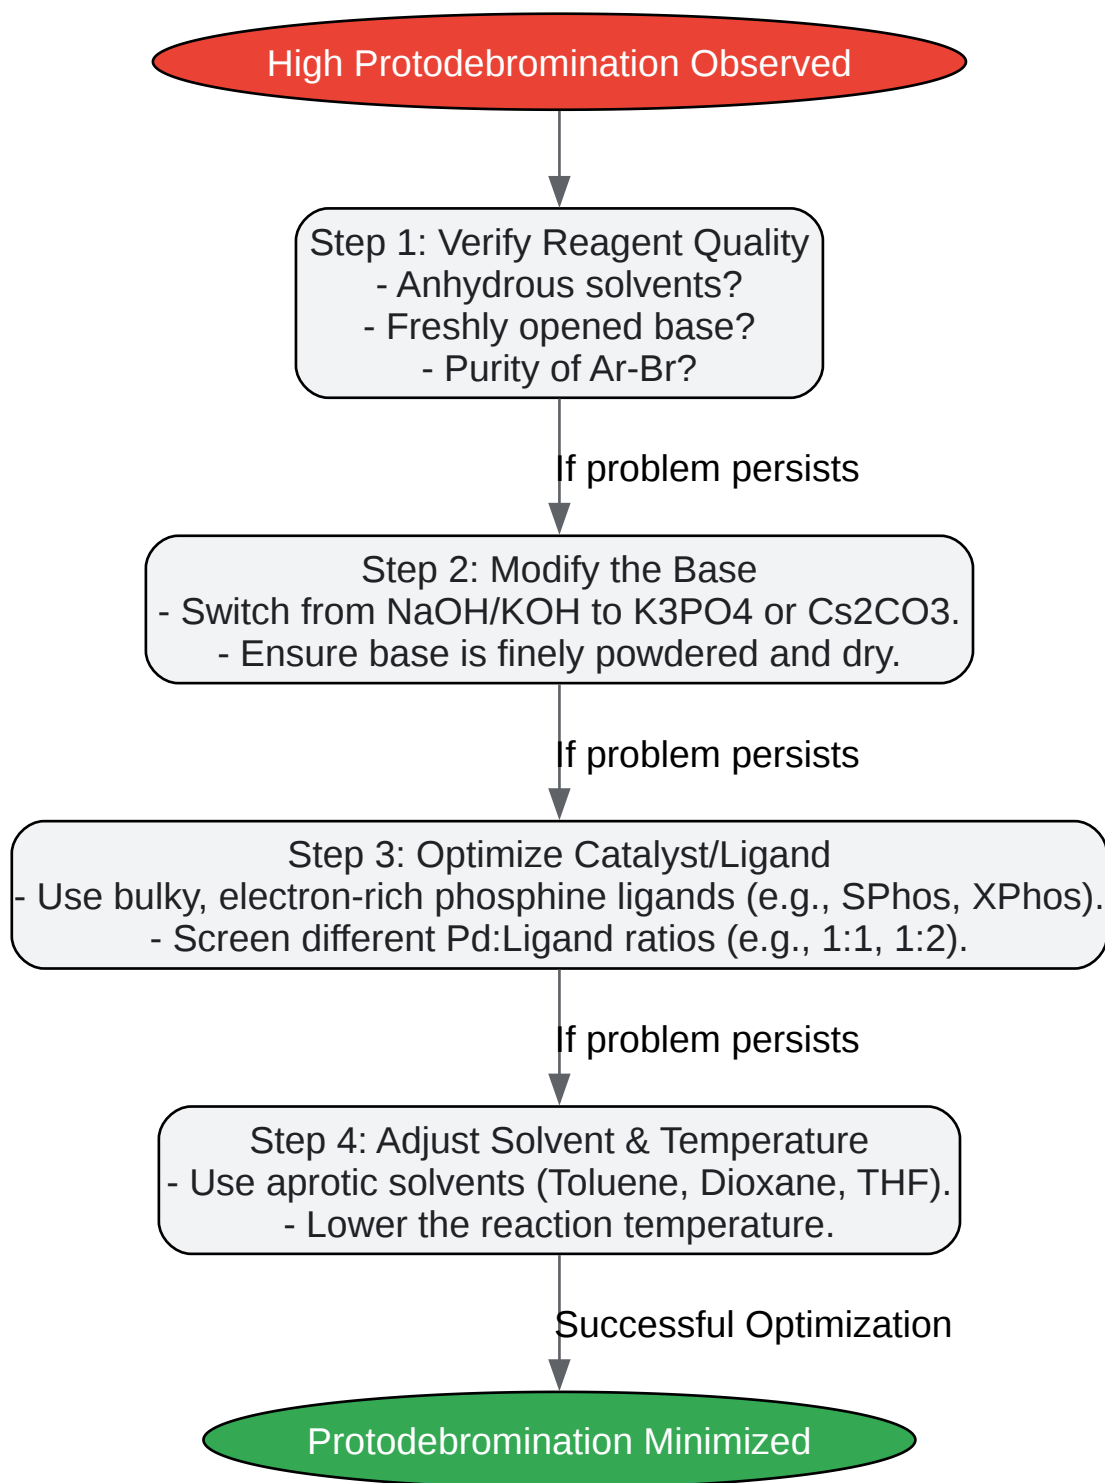 High Protodebromination Observed
Step 1: Verify Reagent Quality
- Anhydrous solvents?
- Freshly opened base?
- Purity of Ar-Br?
If problem persists
Step 2: Modify the Base
- Switch from NaOH/KOH to K3PO4 or Cs2CO3.
- Ensure base is finely powdered and dry.
If problem persists
Step 3: Optimize Catalyst/Ligand
- Use bulky, electron-rich phosphine ligands (e.g., SPhos, XPhos).
- Screen different Pd:Ligand ratios (e.g., 1:1, 1:2).
If problem persists
Step 4: Adjust Solvent & Temperature
- Use aprotic solvents (Toluene, Dioxane, THF).
- Lower the reaction temperature.
Successful Optimization
Protodebromination Minimized